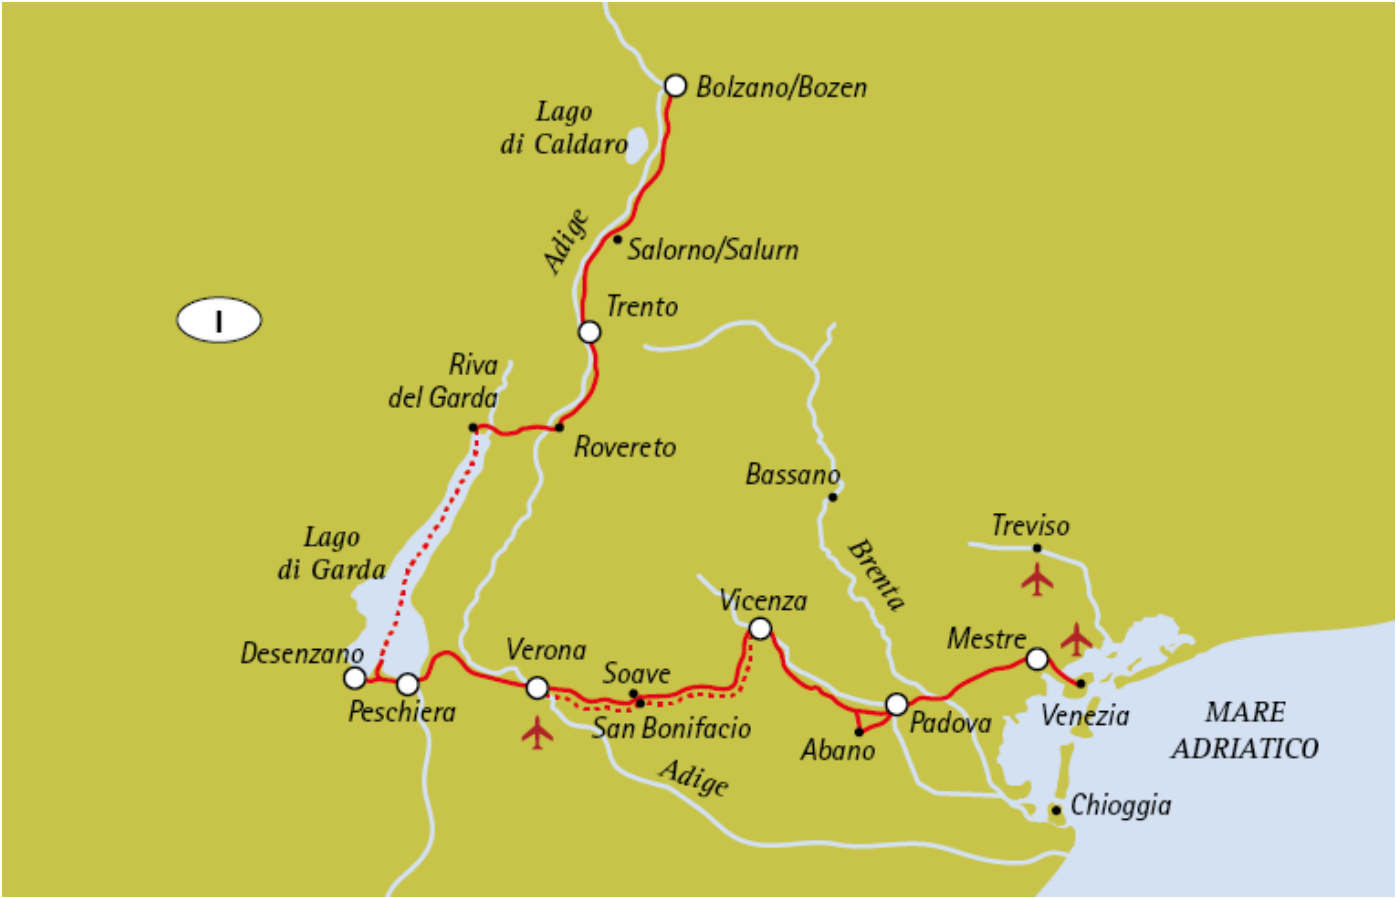 Bolzano/Bozen
Lago
di Caldaro
Adige
Salorno/Salurn
Trento
I
Riva
del Garda
Rovereto
Bassano
Treviso
Lago
di Garda
Brenta
Vicenza
Mestre
Desenzano
Verona
Soave
Peschiera
San Bonifacio
Abano
Padova
Venezia
MARE
ADRIATICO
Adige
Chioggia